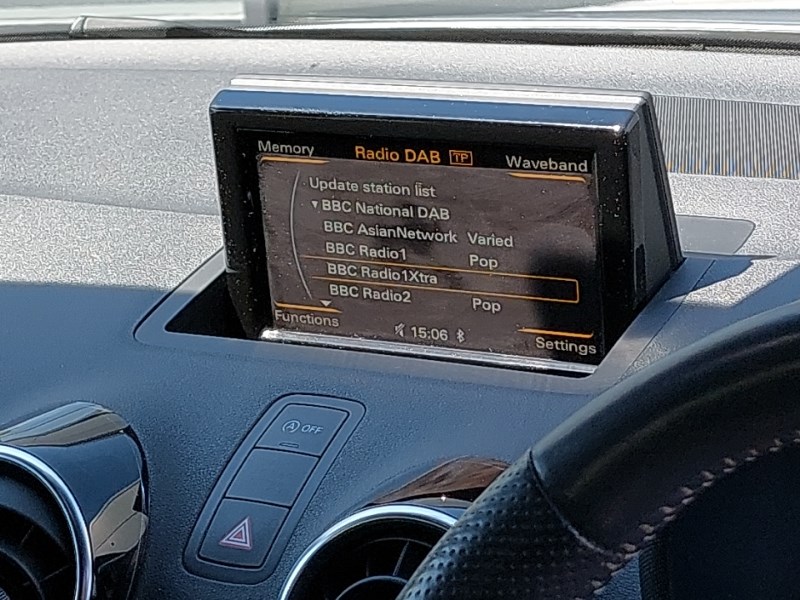 Memory Radio DAB TP Waveband
Update station list
BBC National DAB
BBC AsianNetwork Varied
BBC Radio1 Pop
BBC Radio1Xtra
BBC Radio2 Pop
Functions 15:06 Settings
A OFF